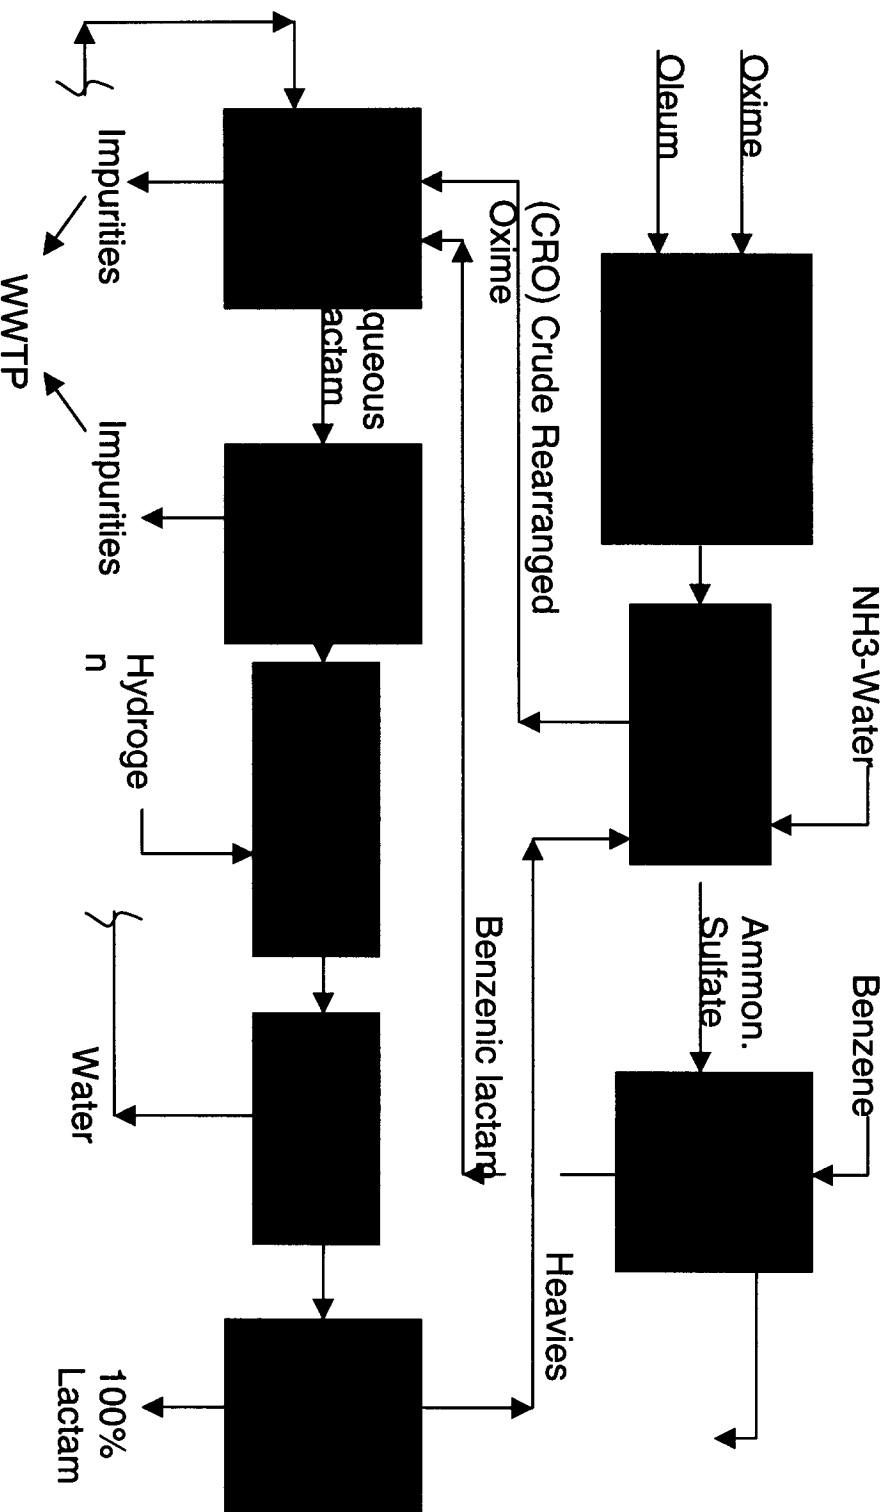 NH3-Water
Benzene
Oxime
Oleum
Ammon.
Sulfate
(CRO) Crude Rearranged
Oxime
Heavies
Benzenic lactam
queous
actam
Impurities
Impurities
Hydroge
n
Water
100%
Lactam
WWTP